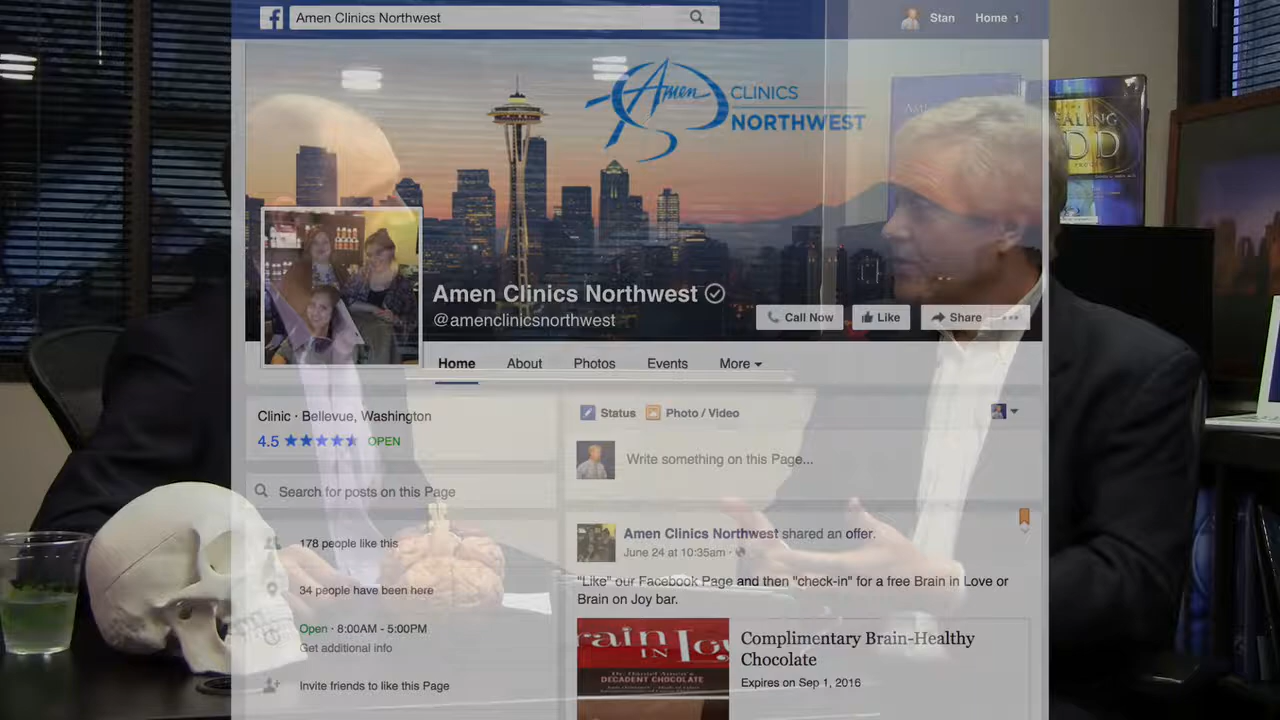 Amen Clinics Northwest
Stan
Home 1
Amen
CLINICS
NORTHWEST
Amen Clinics Northwest
@amenclinicsnorthwest
Call Now
Like
Share
Home
About
Photos
Events
More
Clinic · Bellevue, Washington
4.5
OPEN
Status
Photo / Video
Write something on this Page...
Search for posts on this Page
178 people like this
34 people have been here
Open · 8:00AM - 5:00PM
Get additional info
Invite friends to like this Page
Amen Clinics Northwest shared an offer.
June 24 at 10:35am ·
"Like" our Facebook Page and then "check-in" for a free Brain in Love or
Brain on Joy bar.
IN
DECADENT CHOCOLATE
Complimentary Brain-Healthy
Chocolate
Expires on Sep 1, 2016